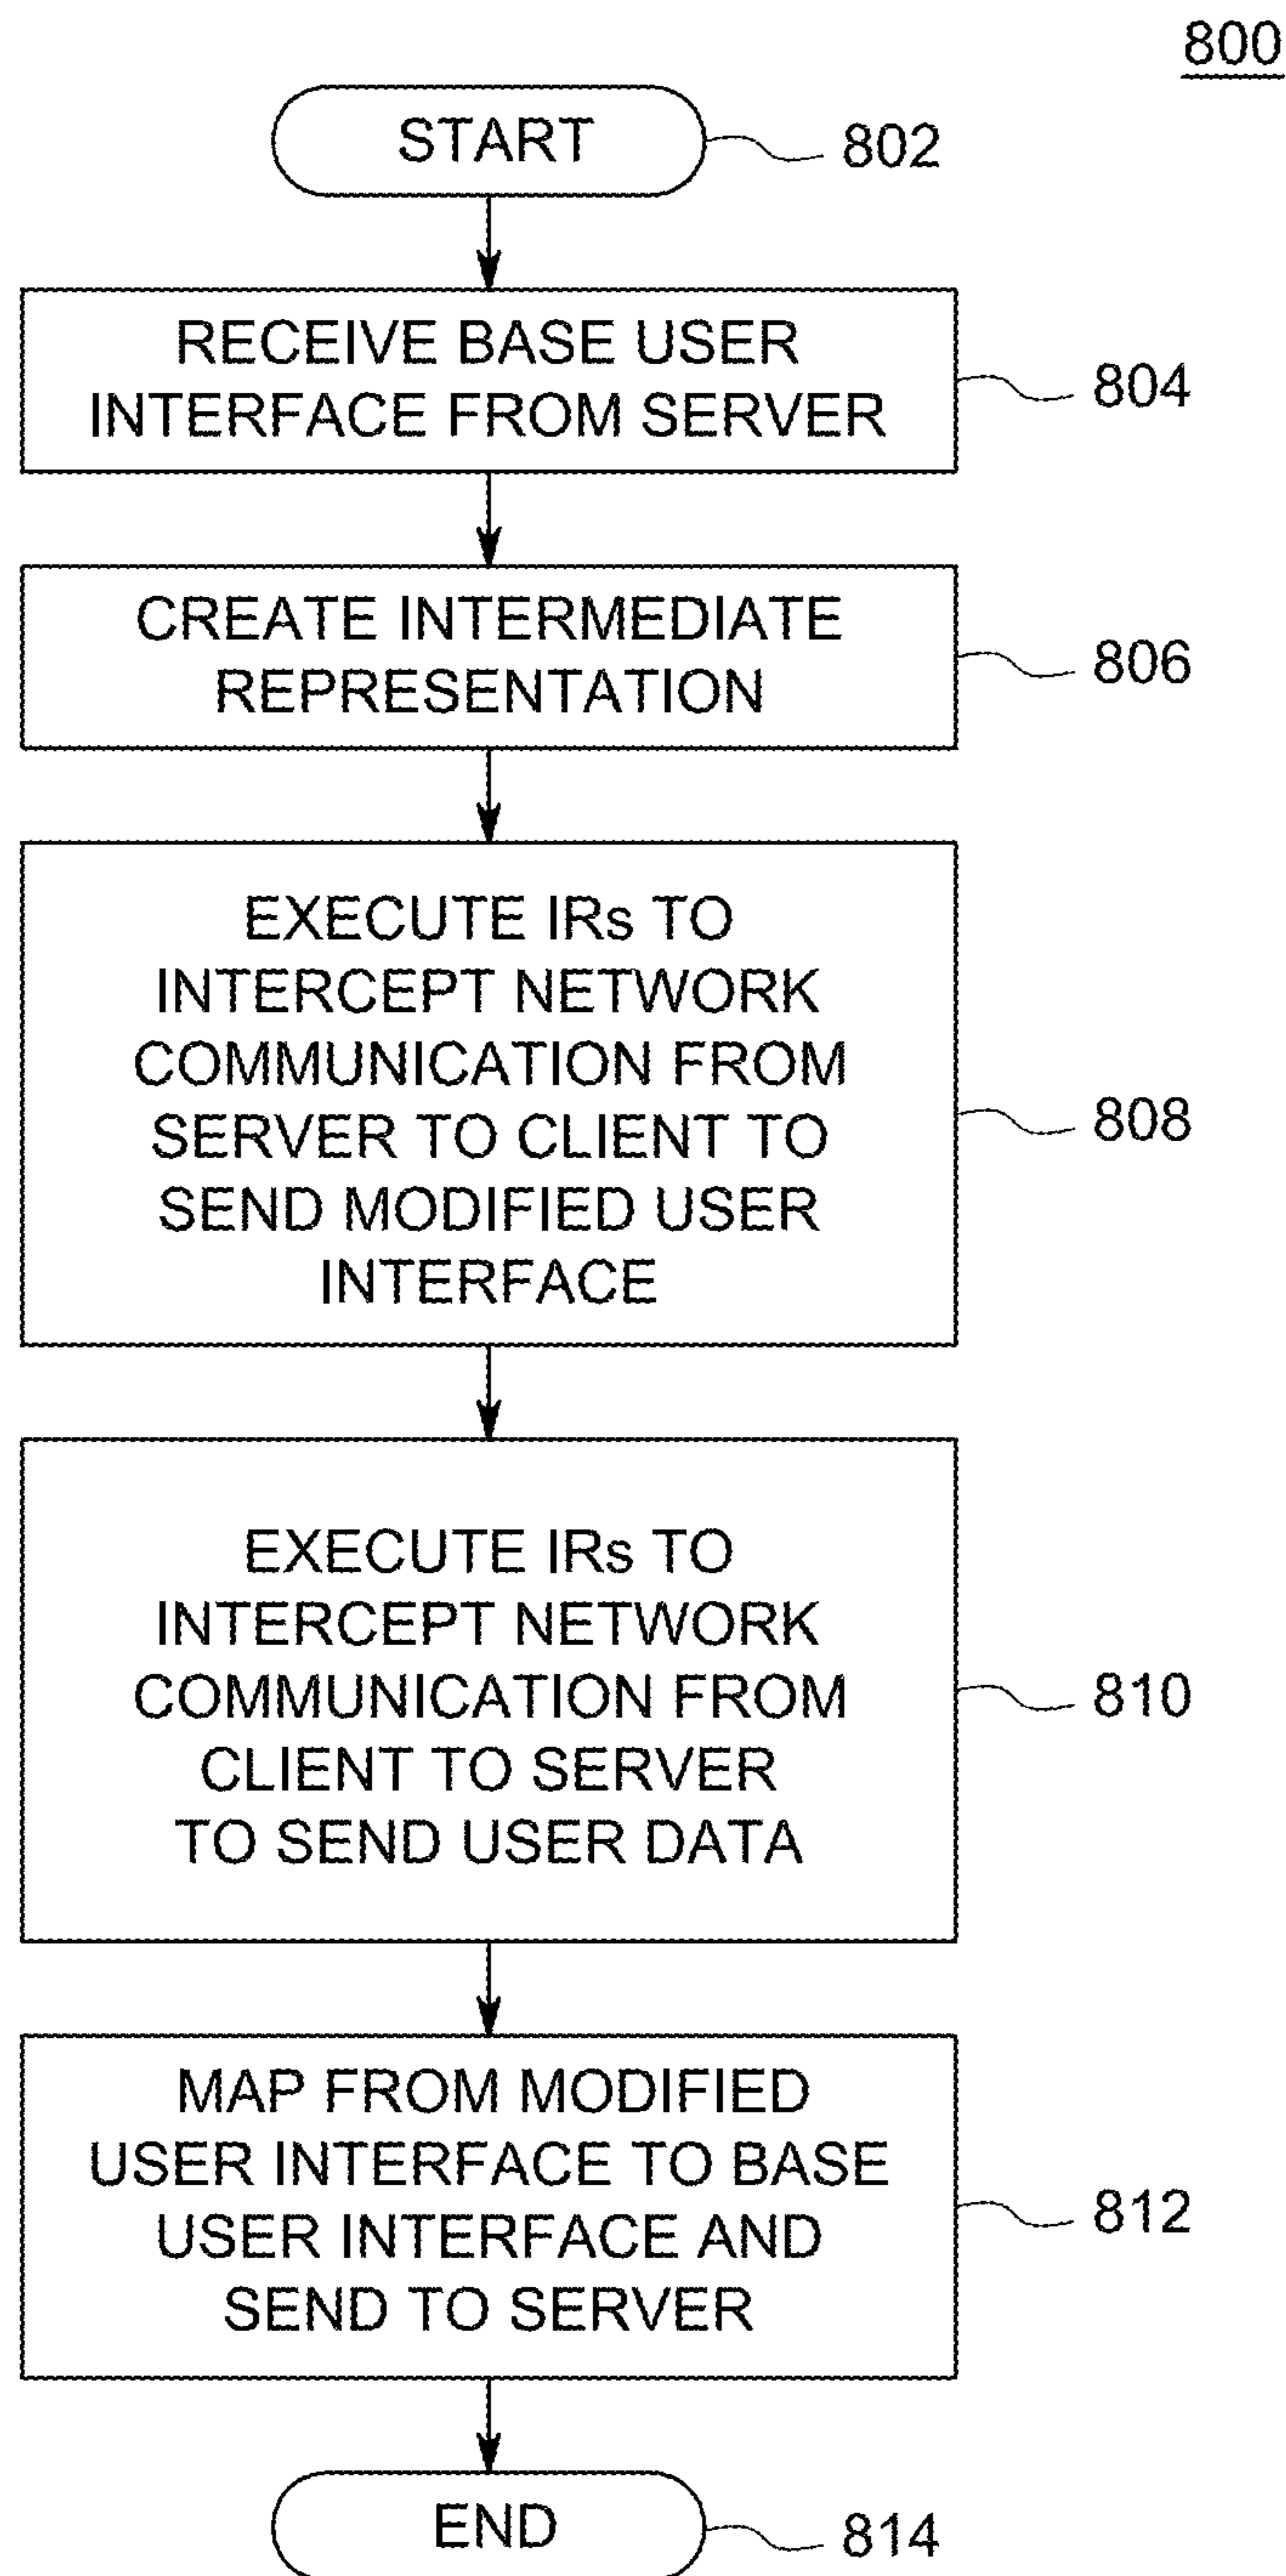 800
START
802
RECEIVE BASE USER
INTERFACE FROM SERVER
804
CREATE INTERMEDIATE
REPRESENTATION
806
EXECUTE IRs TO
INTERCEPT NETWORK
COMMUNICATION FROM
SERVER TO CLIENT TO
SEND MODIFIED USER
INTERFACE
808
EXECUTE IRs TO
INTERCEPT NETWORK
COMMUNICATION FROM
CLIENT TO SERVER
TO SEND USER DATA
810
MAP FROM MODIFIED
USER INTERFACE TO BASE
USER INTERFACE AND
SEND TO SERVER
812
END
814